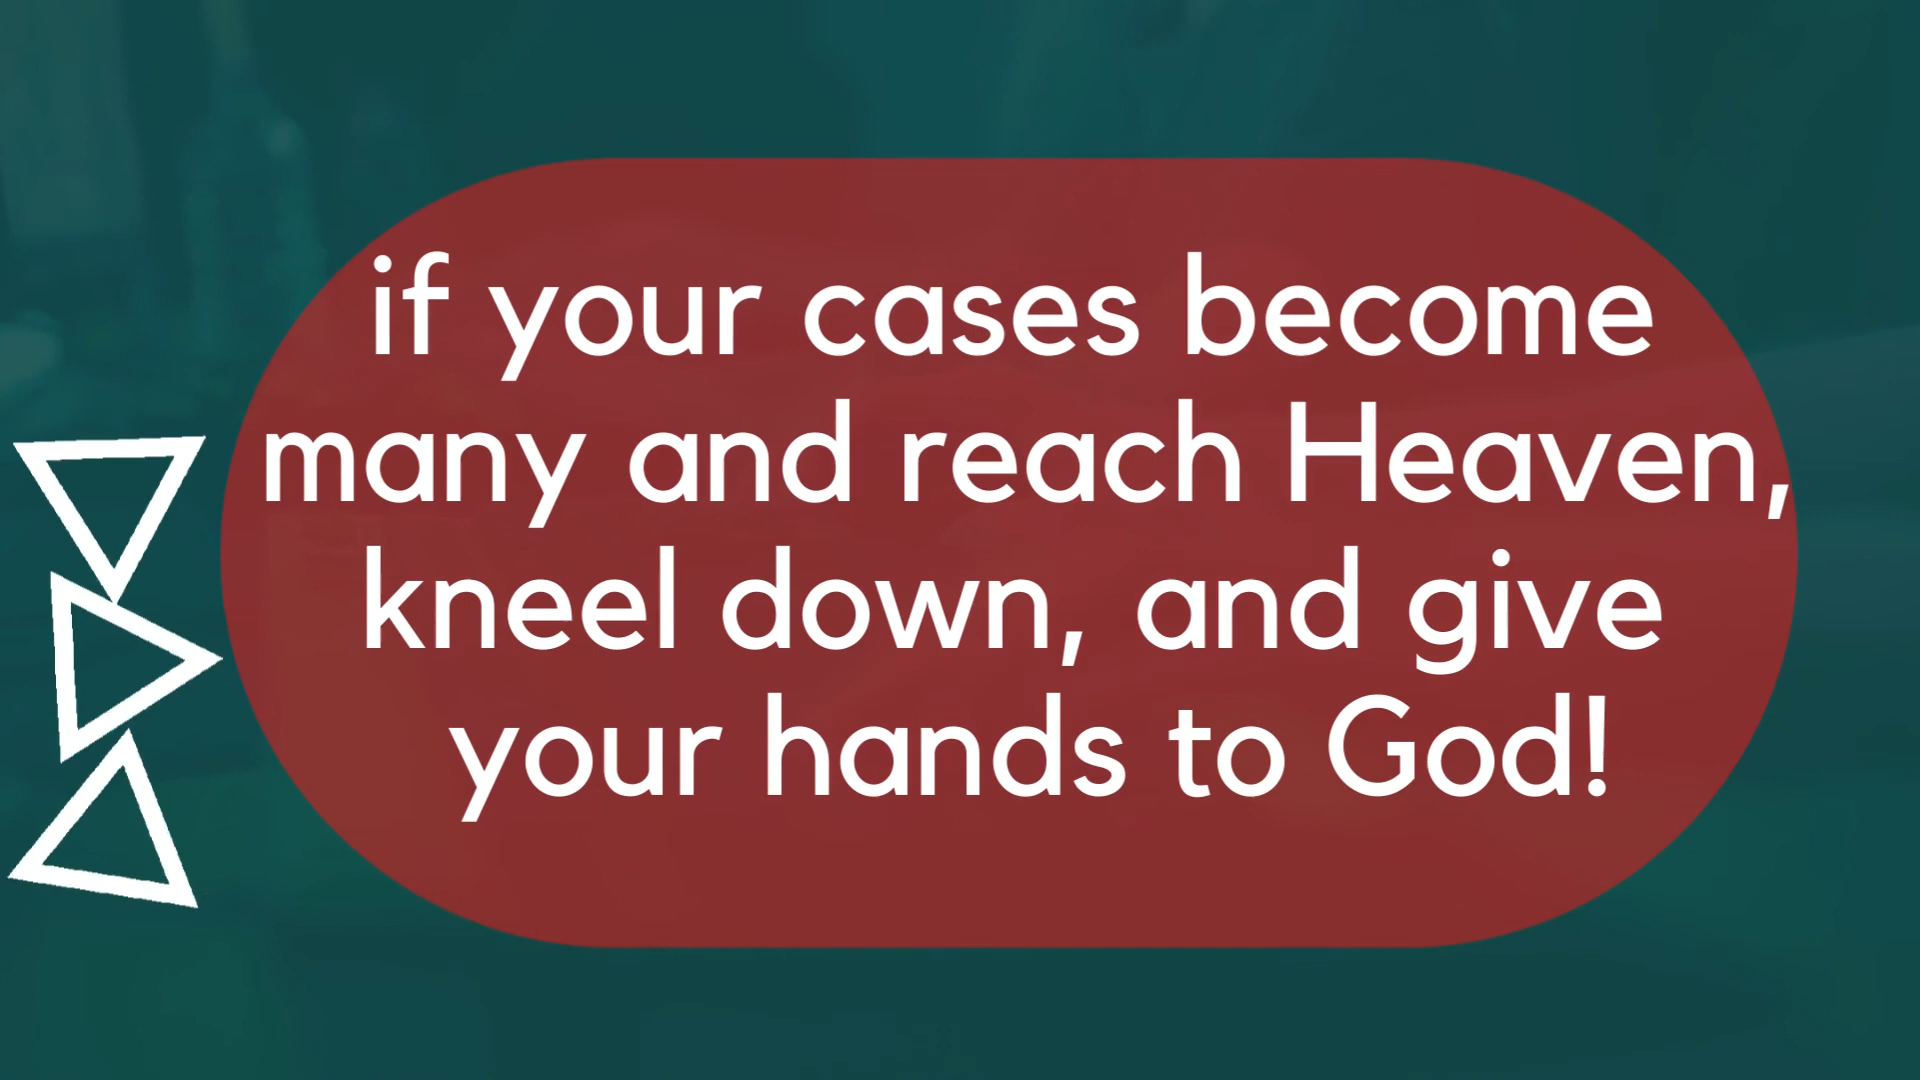 if your cases become
many and reach Heaven,
kneel down, and give
your hands to God!